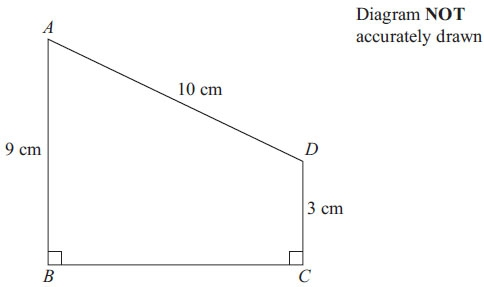 Diagram NOT
accurately drawn
A
10 cm
9 cm
D
3 cm
B
C